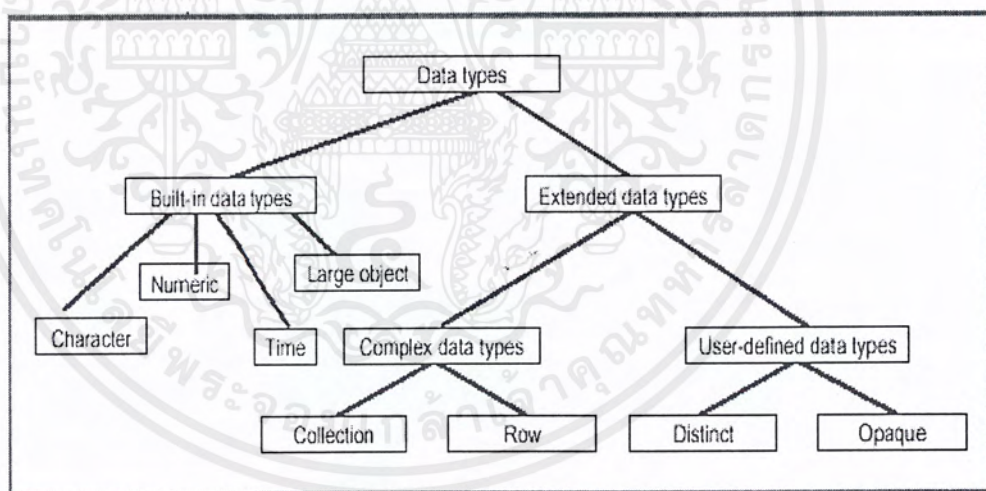 Data types
Built-in data types
Extended data types
Numeric
Large object
Character
Time
Complex data types
User-defined data types
Collection
Row
Distinct
Opaque